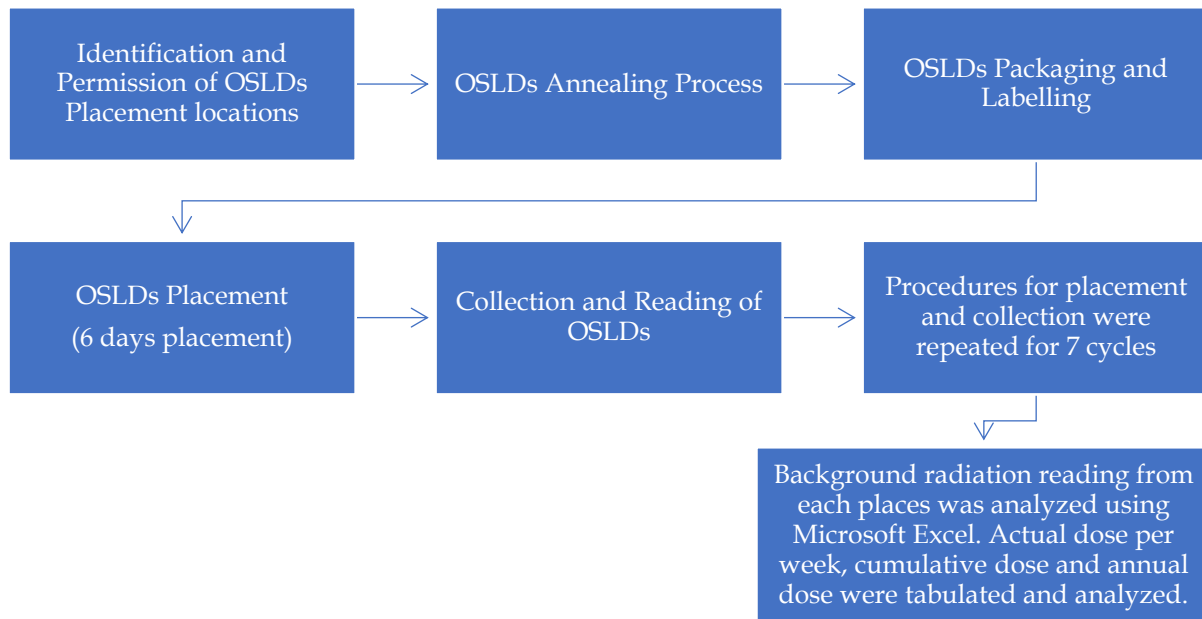 Identification and
Permission of OSLDs
Placement locations
OSLDs Annealing Process
OSLDs Packaging and
Labelling
OSLDs Placement
(6 days placement)
Collection and Reading of
OSLDs
Procedures for placement
and collection were
repeated for 7 cycles
Background radiation reading from
each places was analyzed using
Microsoft Excel. Actual dose per
week, cumulative dose and annual
dose were tabulated and analyzed.